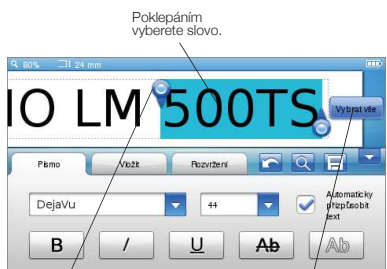 Poklepáním
vyberete slovo.
80% 24 mm
IO LM 500TS
Vybrat vše
Písmo Vložit Rozvržení
DejaVu 44 Automaticky
přizpůsobit
text
B I U Ab Ab